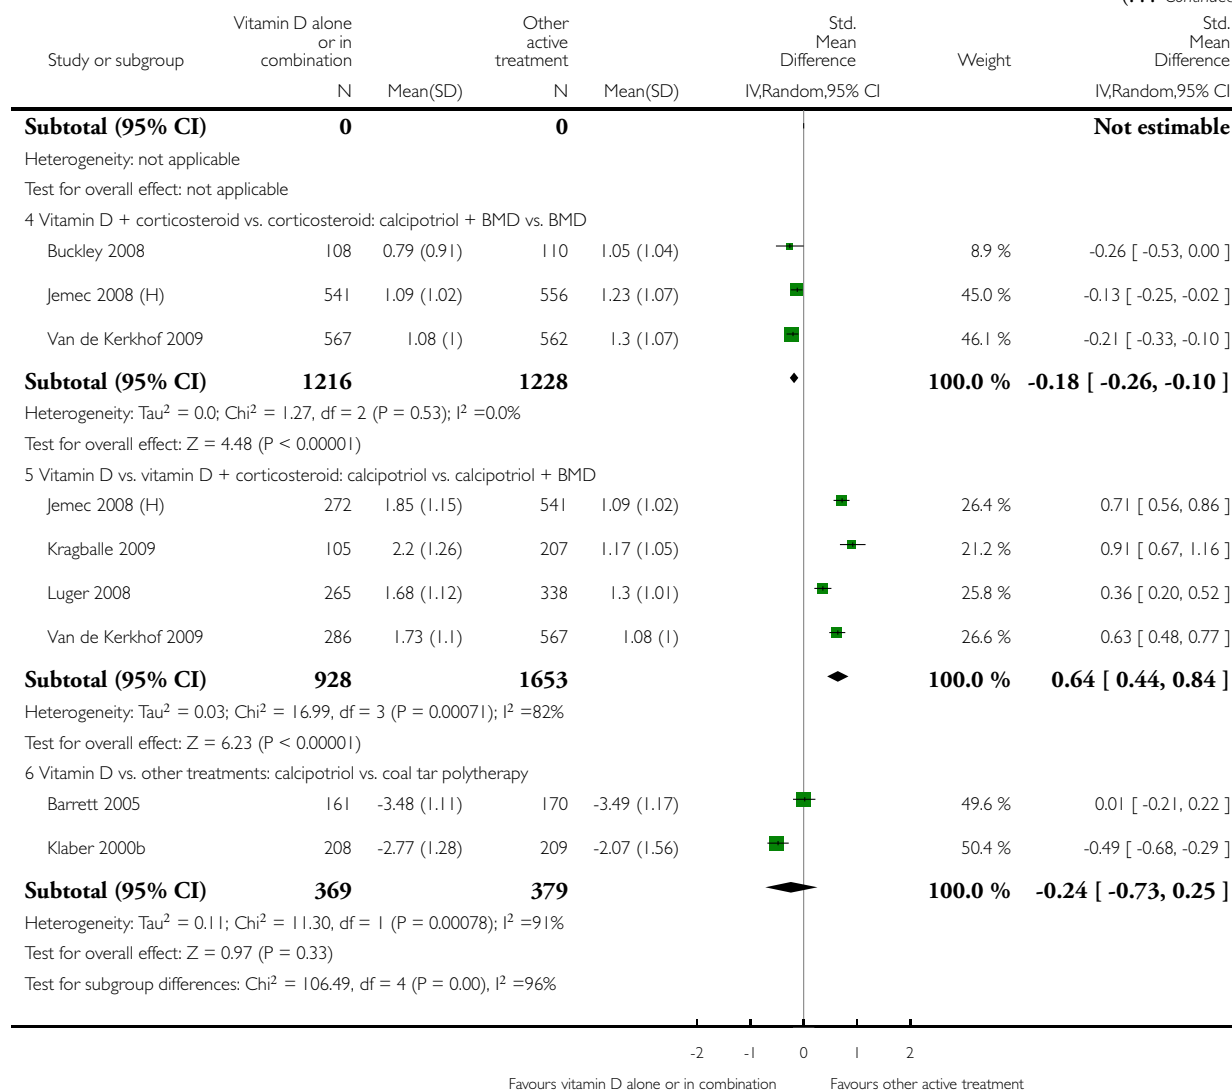 Vitamin D alone or in combination Other active treatment Std. Mean Difference Std. Mean Difference
Study or subgroup Weight
N Mean(SD) N Mean(SD) IV,Random,95% CI IV,Random,95% CI
Subtotal (95% CI) 0 0 Not estimable
Heterogeneity: not applicable
Test for overall effect: not applicable
4 Vitamin D + corticosteroid vs. corticosteroid: calcipotriol + BMD vs. BMD
Buckley 2008 108 0.79 (0.91) 110 1.05 (1.04) 8.9 % -0.26 [ -0.53, 0.00 ]
Jemec 2008 (H) 541 1.09 (1.02) 556 1.23 (1.07) 45.0 % -0.13 [ -0.25, -0.02 ]
Van de Kerkhof 2009 567 1.08 (1) 562 1.3 (1.07) 46.1 % -0.21 [ -0.33, -0.10 ]
Subtotal (95% CI) 1216 1228 100.0 % -0.18 [ -0.26, -0.10 ]
Heterogeneity: Tau² = 0.0; Chi² = 1.27, df = 2 (P = 0.53); I² =0.0%
Test for overall effect: Z = 4.48 (P < 0.00001)
5 Vitamin D vs. vitamin D + corticosteroid: calcipotriol vs. calcipotriol + BMD
Jemec 2008 (H) 272 1.85 (1.15) 541 1.09 (1.02) 26.4 % 0.71 [ 0.56, 0.86 ]
Kragballe 2009 105 2.2 (1.26) 207 1.17 (1.05) 21.2 % 0.91 [ 0.67, 1.16 ]
Luger 2008 265 1.68 (1.12) 338 1.3 (1.01) 25.8 % 0.36 [ 0.20, 0.52 ]
Van de Kerkhof 2009 286 1.73 (1.1) 567 1.08 (1) 26.6 % 0.63 [ 0.48, 0.77 ]
Subtotal (95% CI) 928 1653 100.0 % 0.64 [ 0.44, 0.84 ]
Heterogeneity: Tau² = 0.03; Chi² = 16.99, df = 3 (P = 0.00071); I² =82%
Test for overall effect: Z = 6.23 (P < 0.00001)
6 Vitamin D vs. other treatments: calcipotriol vs. coal tar polytherapy
Barrett 2005 161 -3.48 (1.11) 170 -3.49 (1.17) 49.6 % 0.01 [ -0.21, 0.22 ]
Klaber 2000b 208 -2.77 (1.28) 209 -2.07 (1.56) 50.4 % -0.49 [ -0.68, -0.29 ]
Subtotal (95% CI) 369 379 100.0 % -0.24 [ -0.73, 0.25 ]
Heterogeneity: Tau² = 0.11; Chi² = 11.30, df = 1 (P = 0.00078); I² =91%
Test for overall effect: Z = 0.97 (P = 0.33)
Test for subgroup differences: Chi² = 106.49, df = 4 (P = 0.00), I² =96%
-2 -1 0 1 2
Favours vitamin D alone or in combination Favours other active treatment